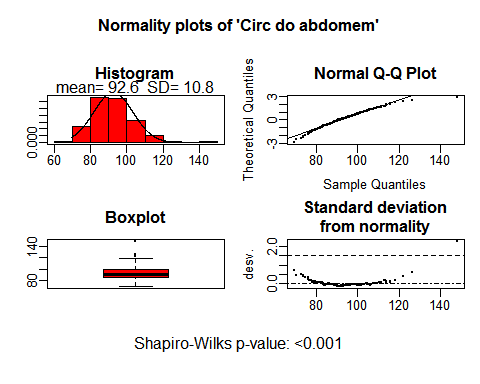 Normality plots of 'Circ do abdomem'
Histogram
mean= 92.6  SD= 10.8
0.000
60 80 100 120 140
Normal Q-Q Plot
Theoretical Quantiles
-3 0 3
80 100 120 140
Sample Quantiles
Boxplot
80 140
Standard deviation
from normality
desv.
0.0 2.0
80 100 120 140
Shapiro-Wilks p-value: <0.001